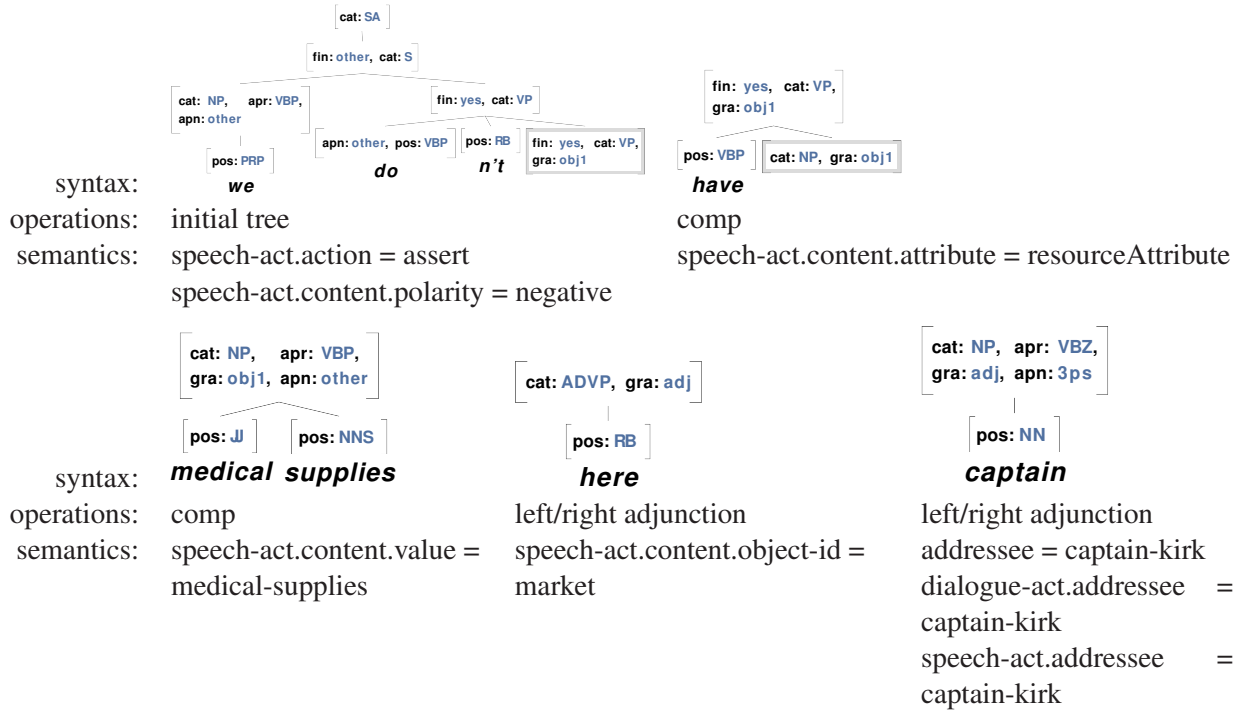 cat: SA
fin: other, cat: S
cat: NP, apr: VBP,
apn: other
fin: yes, cat: VP
pos: PRP
apn: other, pos: VBP
pos: RB
fin: yes, cat: VP,
gra: obj1
we
do
n't
fin: yes, cat: VP,
gra: obj1
pos: VBP
cat: NP, gra: obj1
have
syntax:
operations: initial tree comp
semantics: speech-act.action = assert speech-act.content.attribute = resourceAttribute
speech-act.content.polarity = negative
cat: NP, apr: VBP,
gra: obj1, apn: other
pos: JJ
pos: NNS
medical supplies
cat: ADVP, gra: adj
pos: RB
here
cat: NP, apr: VBZ,
gra: adj, apn: 3ps
pos: NN
captain
syntax:
operations: comp left/right adjunction left/right adjunction
semantics: speech-act.content.value = speech-act.content.object-id = addressee = captain-kirk
medical-supplies market dialogue-act.addressee =
captain-kirk
speech-act.addressee =
captain-kirk